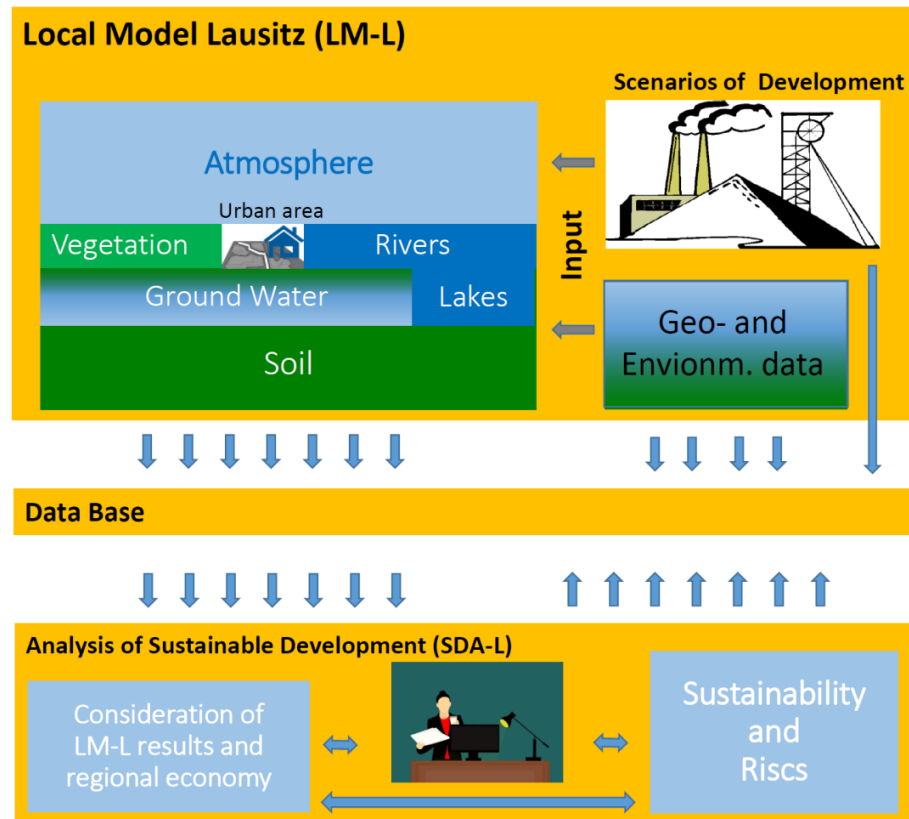 Local Model Lausitz (LM-L)
Scenarios of Development
Atmosphere
Urban area
Vegetation
Rivers
Ground Water
Lakes
Soil
Input
Geo- and
Envionm. data
Data Base
Analysis of Sustainable Development (SDA-L)
Consideration of
LM-L results and
regional economy
Sustainability
and
Riscs